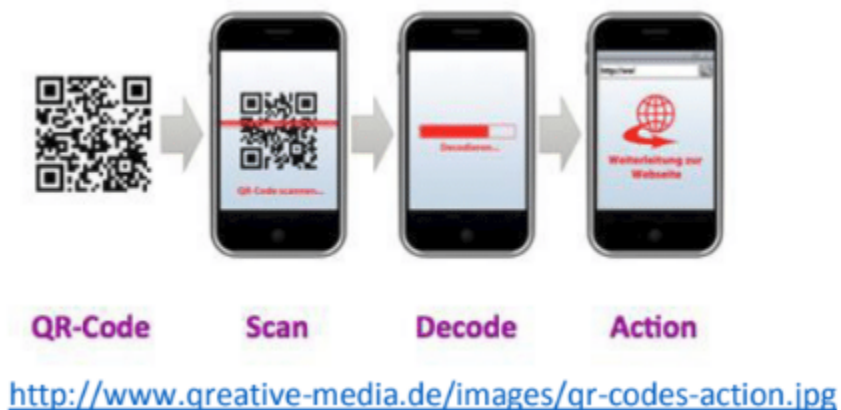 http://ww/
QR-Code scannen...
Decodieren...
Weiterleitung zur
Webseite
QR-Code Scan Decode Action
http://www.qreative-media.de/images/qr-codes-action.jpg